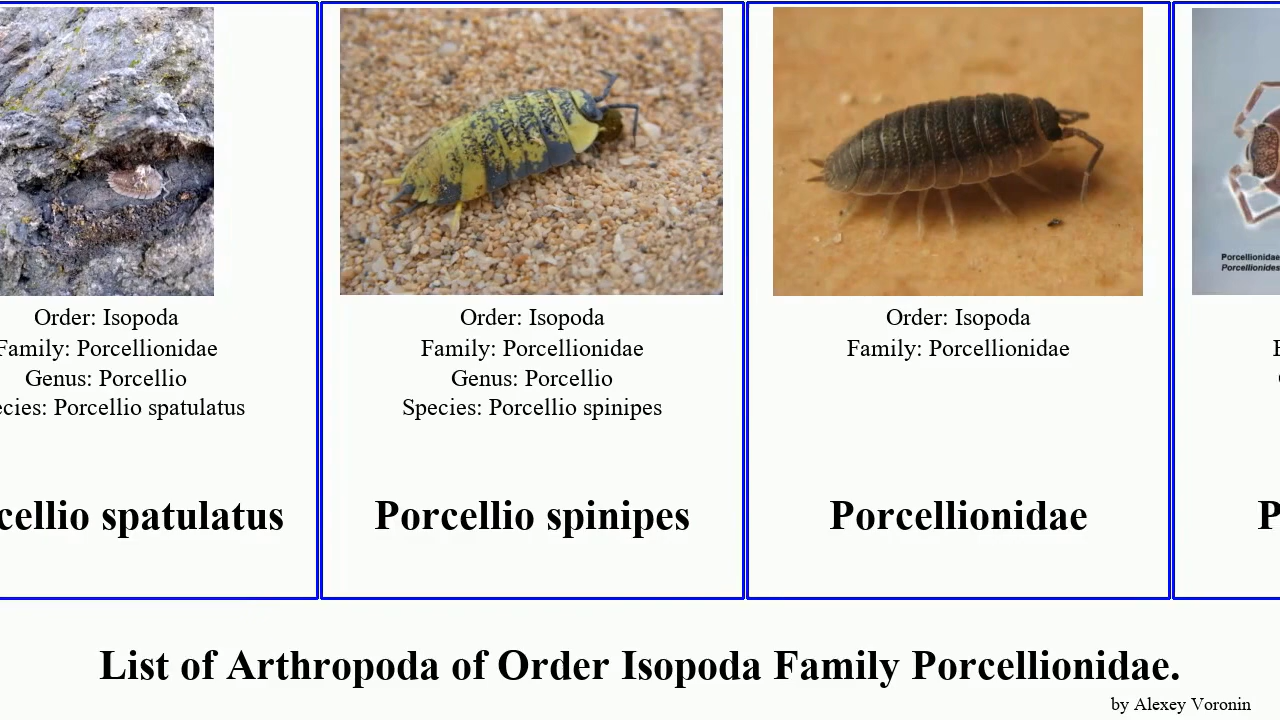 Order: Isopoda
Family: Porcellionidae
Genus: Porcellio
ecies: Porcellio spatulatus
cellio spatulatus
Order: Isopoda
Family: Porcellionidae
Genus: Porcellio
Species: Porcellio spinipes
Porcellio spinipes
Order: Isopoda
Family: Porcellionidae
Porcellionidae
Porcellionidae
Porcellionides
P
List of Arthropoda of Order Isopoda Family Porcellionidae.
by Alexey Voronin